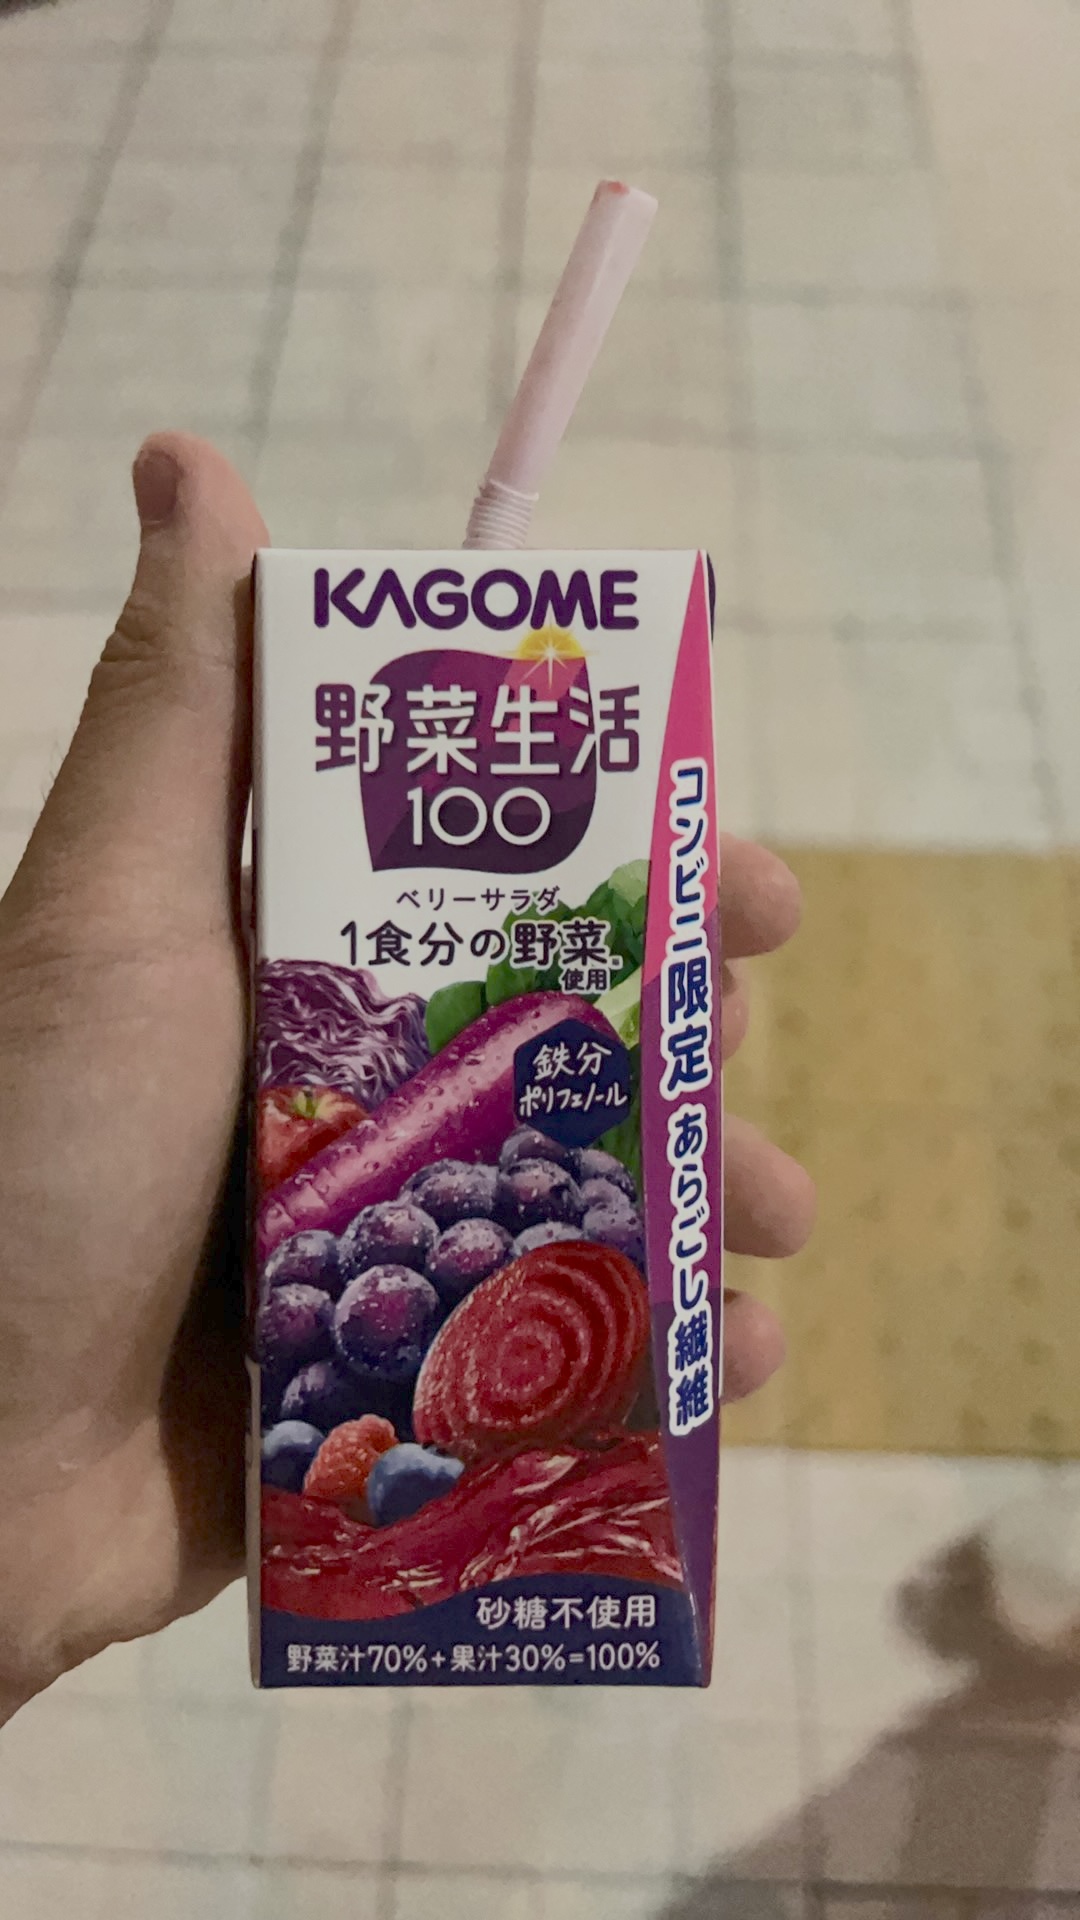 KAGOME
野菜生活
100
ベリーサラダ
1食分の野菜※
使用
鉄分
ポリフェノール
コンビニ限定 あらごし繊維
砂糖不使用
野菜汁70%+果汁30%=100%